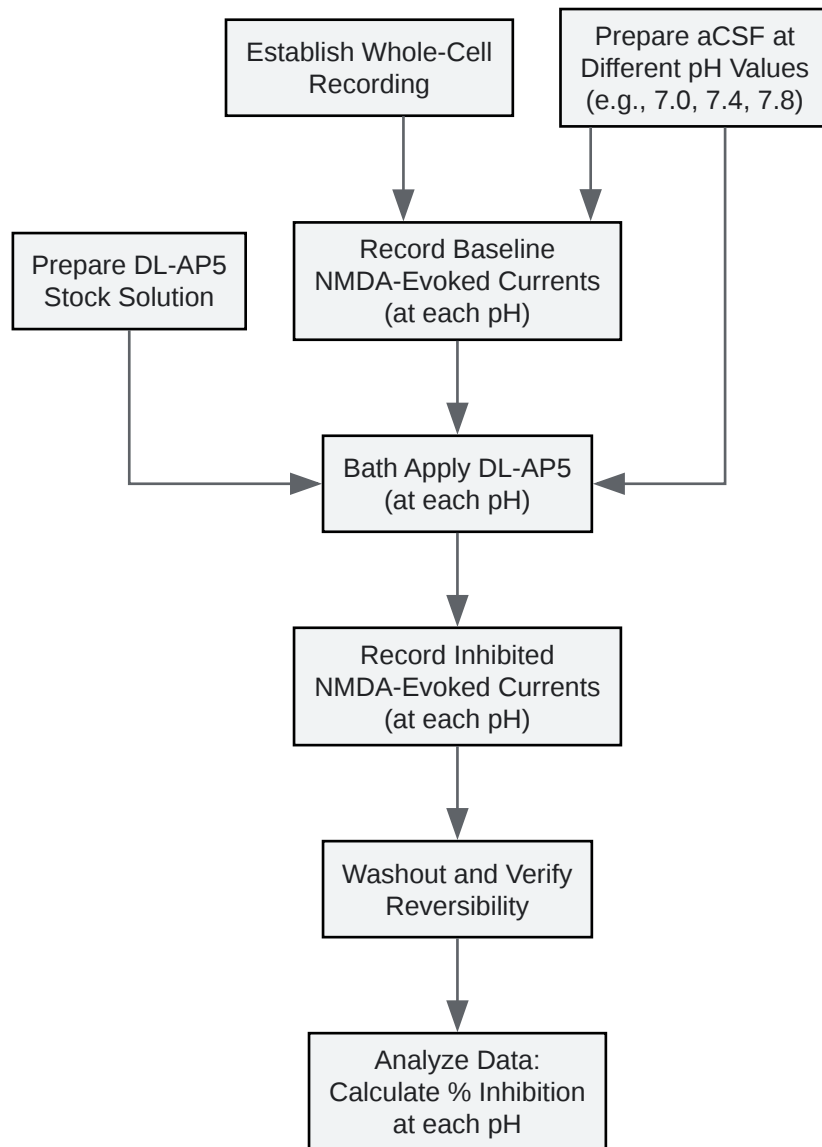 Establish Whole-Cell
Recording
Prepare aCSF at
Different pH Values
(e.g., 7.0, 7.4, 7.8)
Prepare DL-AP5
Stock Solution
Record Baseline
NMDA-Evoked Currents
(at each pH)
Bath Apply DL-AP5
(at each pH)
Record Inhibited
NMDA-Evoked Currents
(at each pH)
Washout and Verify
Reversibility
Analyze Data:
Calculate % Inhibition
at each pH